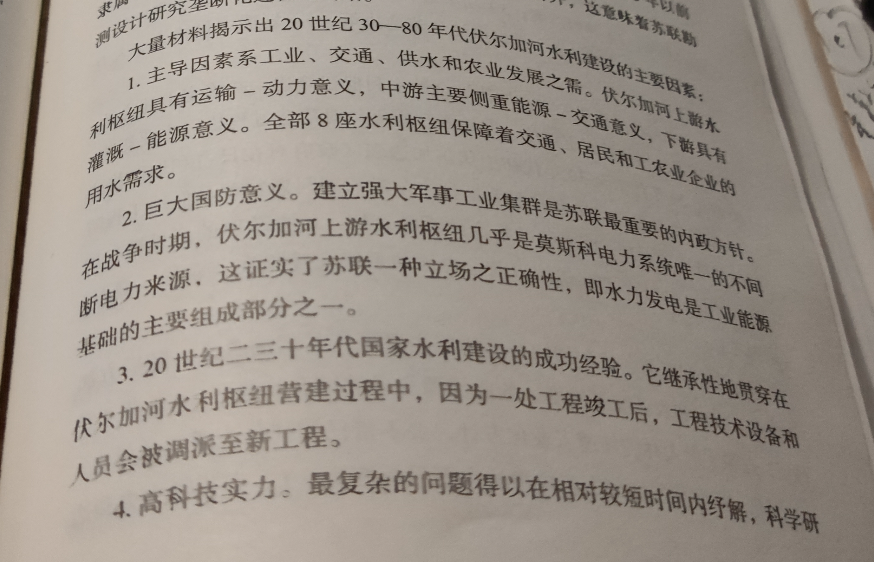 年以前
隶属
，这意味着苏联勘
测设计研究垄断化
大量材料揭示出 20 世纪 30—80 年代伏尔加河水利建设的主要因素：
1. 主导因素系工业、交通、供水和农业发展之需。伏尔加河上游水
利枢纽具有运输－动力意义，中游主要侧重能源－交通意义，下游具有
灌溉－能源意义。全部 8 座水利枢纽保障着交通、居民和工农业企业的
用水需求。
2. 巨大国防意义。建立强大军事工业集群是苏联最重要的内政方针。
在战争时期，伏尔加河上游水利枢纽几乎是莫斯科电力系统唯一的不间
断电力来源，这证实了苏联一种立场之正确性，即水力发电是工业能源
基础的主要组成部分之一。
3. 20 世纪二三十年代国家水利建设的成功经验。它继承性地贯穿在
伏尔加河水利枢纽营建过程中，因为一处工程竣工后，工程技术设备和
人员会被调派至新工程。
4. 高科技实力。最复杂的问题得以在相对较短时间内纾解，科学研